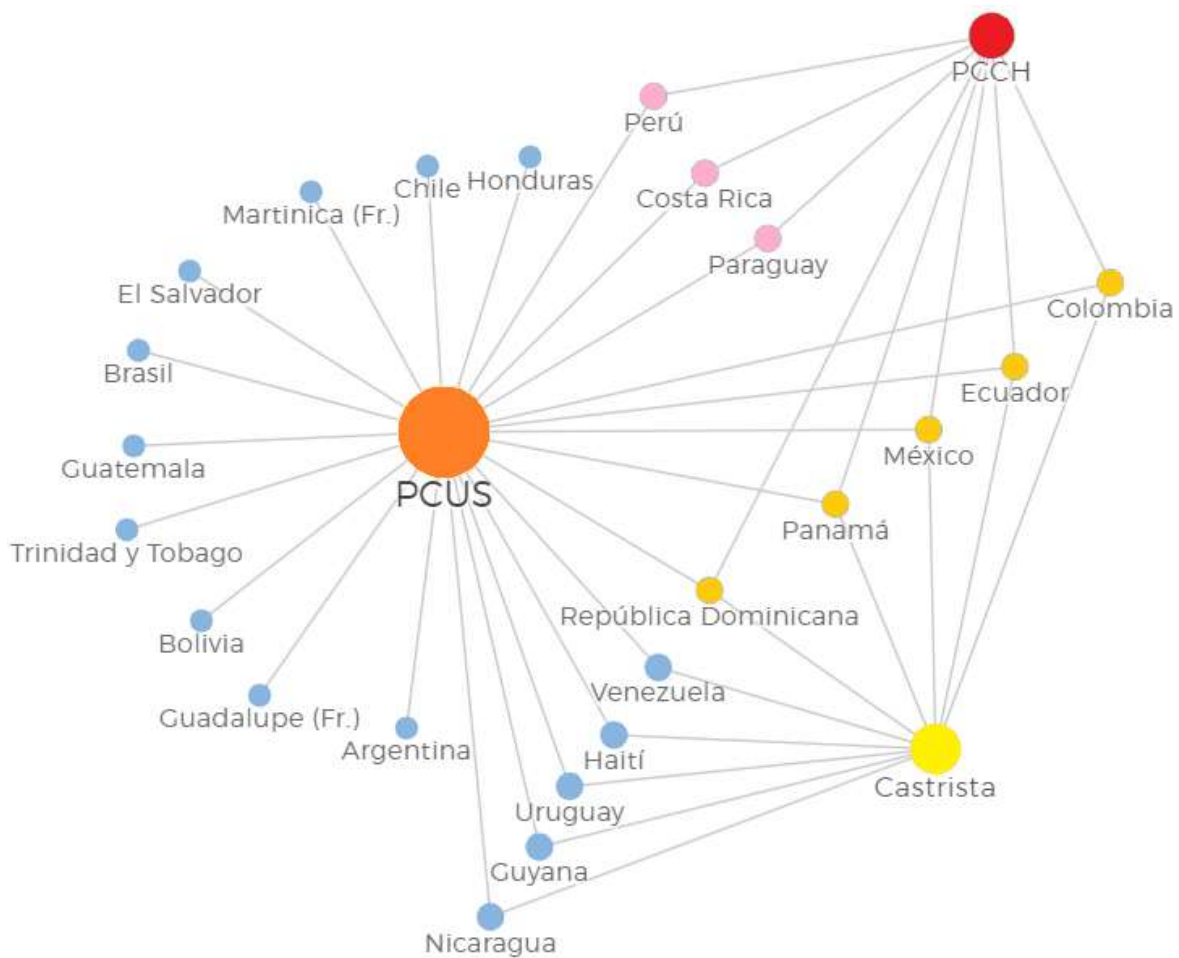 PCCH
Perú
Honduras
Chile
Costa Rica
Martinica (Fr.)
Paraguay
El Salvador
Colombia
Brasil
Ecuador
México
Guatemala
PCUS
Panamá
Trinidad y Tobago
República Dominicana
Bolivia
Venezuela
Guadalupe (Fr.)
Argentina
Haití
Castrista
Uruguay
Guyana
Nicaragua